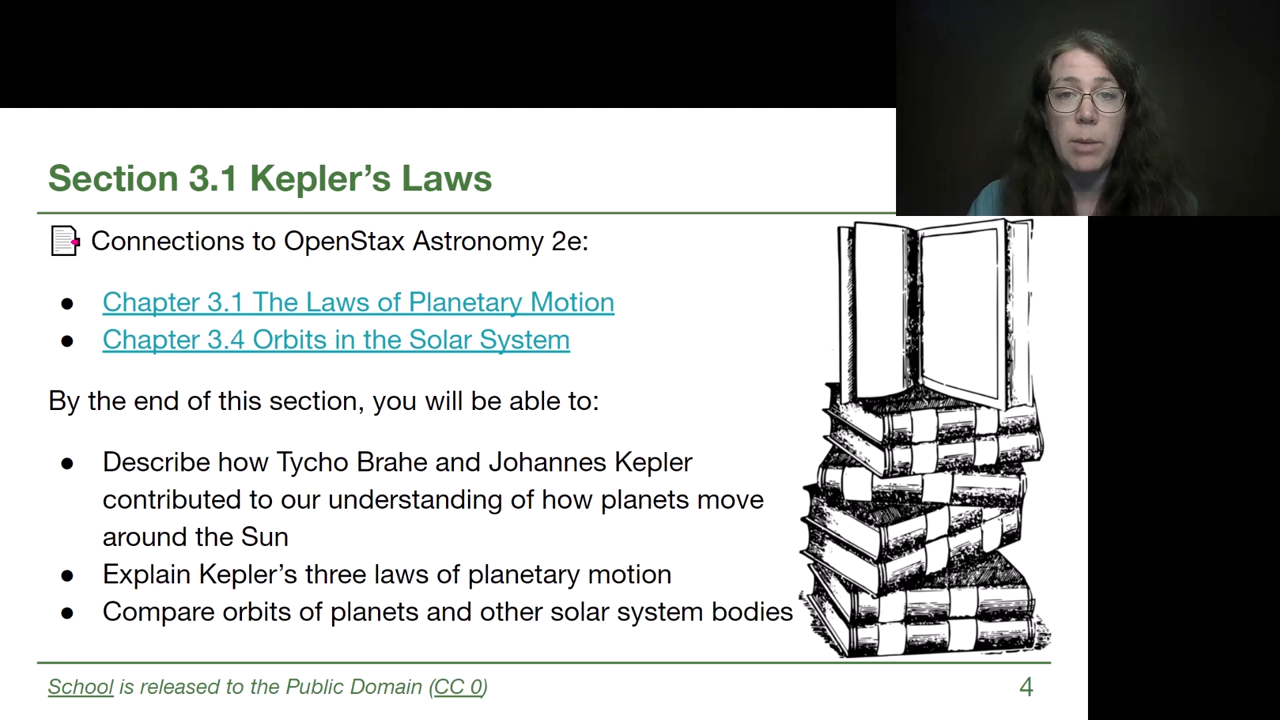 Section 3.1 Kepler's Laws
Connections to OpenStax Astronomy 2e:
● Chapter 3.1 The Laws of Planetary Motion
● Chapter 3.4 Orbits in the Solar System
By the end of this section, you will be able to:
● Describe how Tycho Brahe and Johannes Kepler
contributed to our understanding of how planets move
around the Sun
● Explain Kepler's three laws of planetary motion
● Compare orbits of planets and other solar system bodies
School is released to the Public Domain (CC 0)
4